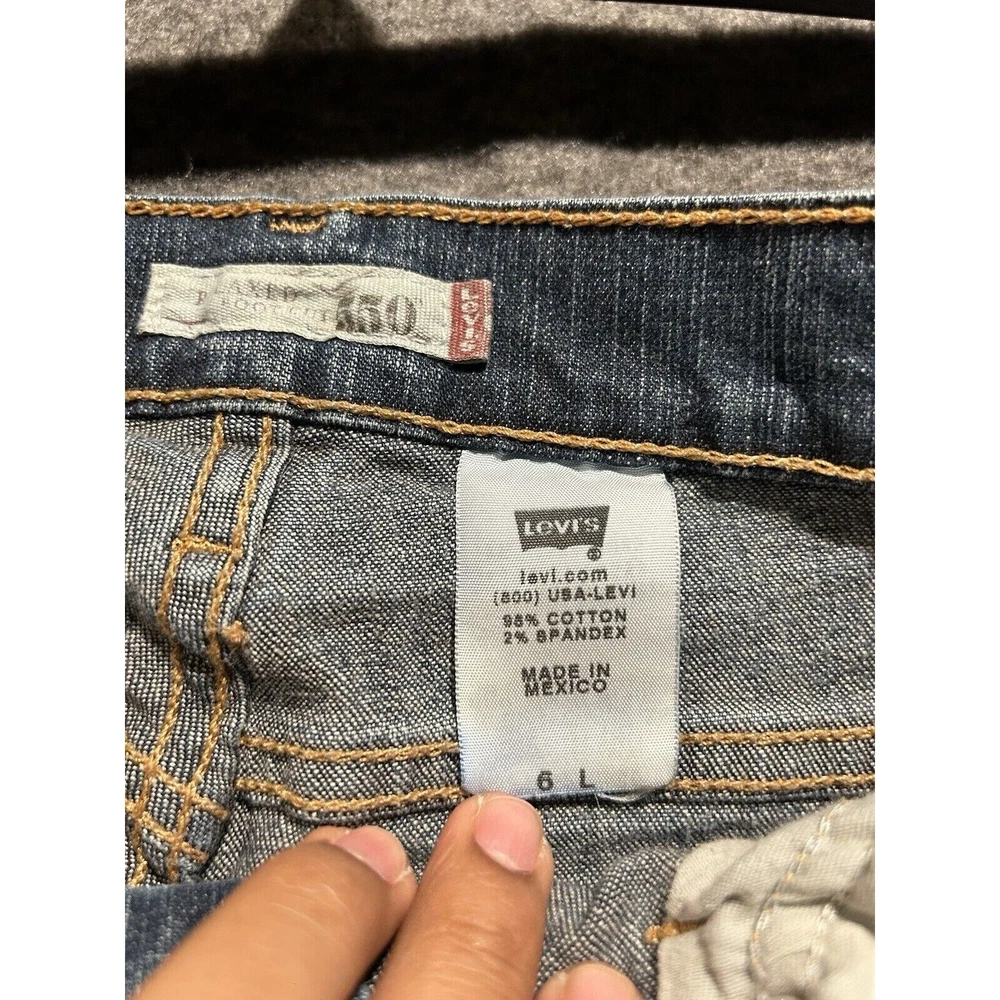 550
Levi's
LEVI'S
®
levi.com
(800) USA-LEVI
98% COTTON
2% SPANDEX
MADE IN
MEXICO
6 L